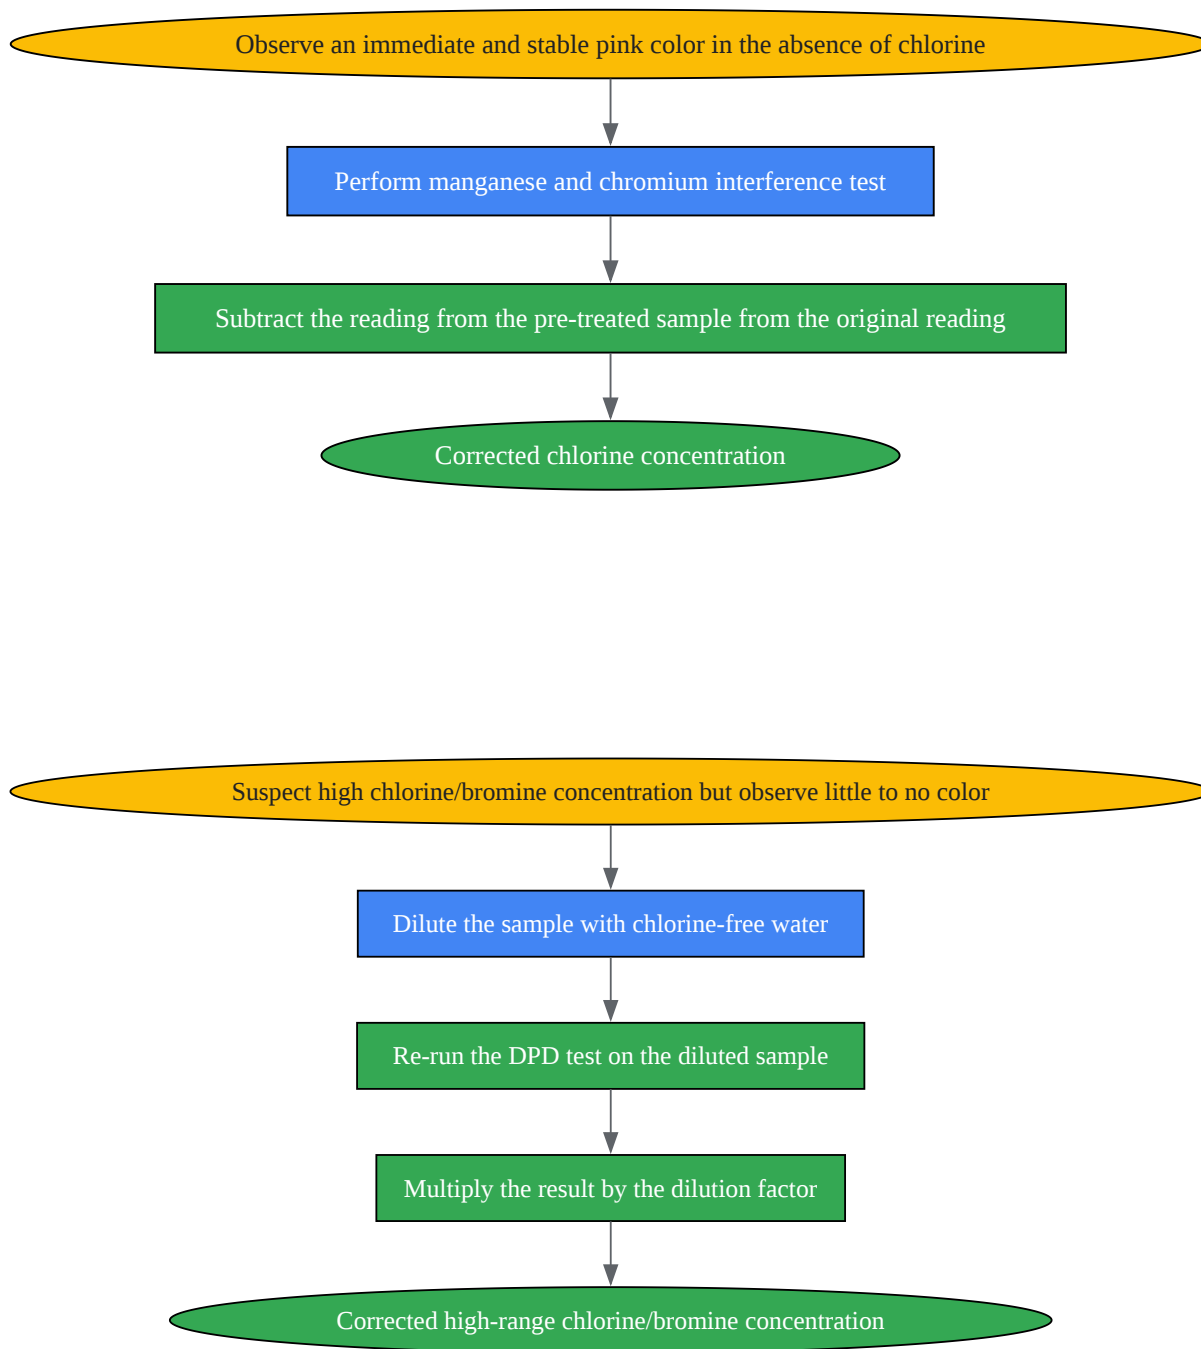 Observe an immediate and stable pink color in the absence of chlorine
Perform manganese and chromium interference test
Subtract the reading from the pre-treated sample from the original reading
Corrected chlorine concentration
Suspect high chlorine/bromine concentration but observe little to no color
Dilute the sample with chlorine-free water
Re-run the DPD test on the diluted sample
Multiply the result by the dilution factor
Corrected high-range chlorine/bromine concentration